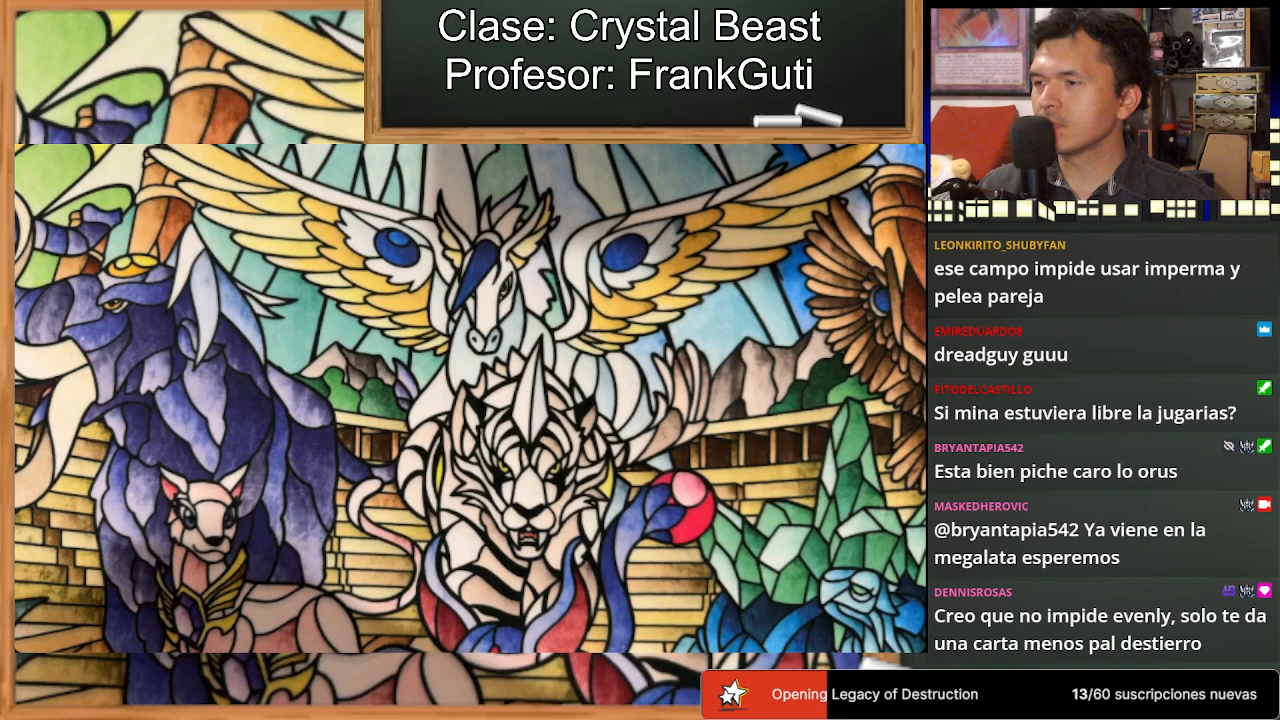 Clase: Crystal Beast
Profesor: FrankGuti
LEONKIRITO_SHUBYFAN
ese campo impide usar imperma y
pelea pareja
EMIREDUARDO8
dreadguy guuu
FITODELCASTILLO
Si mina estuviera libre la jugarias?
BRYANTAPIA542
Esta bien piche caro lo orus
MASKEDHEROVIC
@bryantapia542 Ya viene en la
megalata esperemos
DENNISROSAS
Creo que no impide evenly, solo te da
una carta menos pal destierro
Opening Legacy of Destruction
13/60 suscripciones nuevas